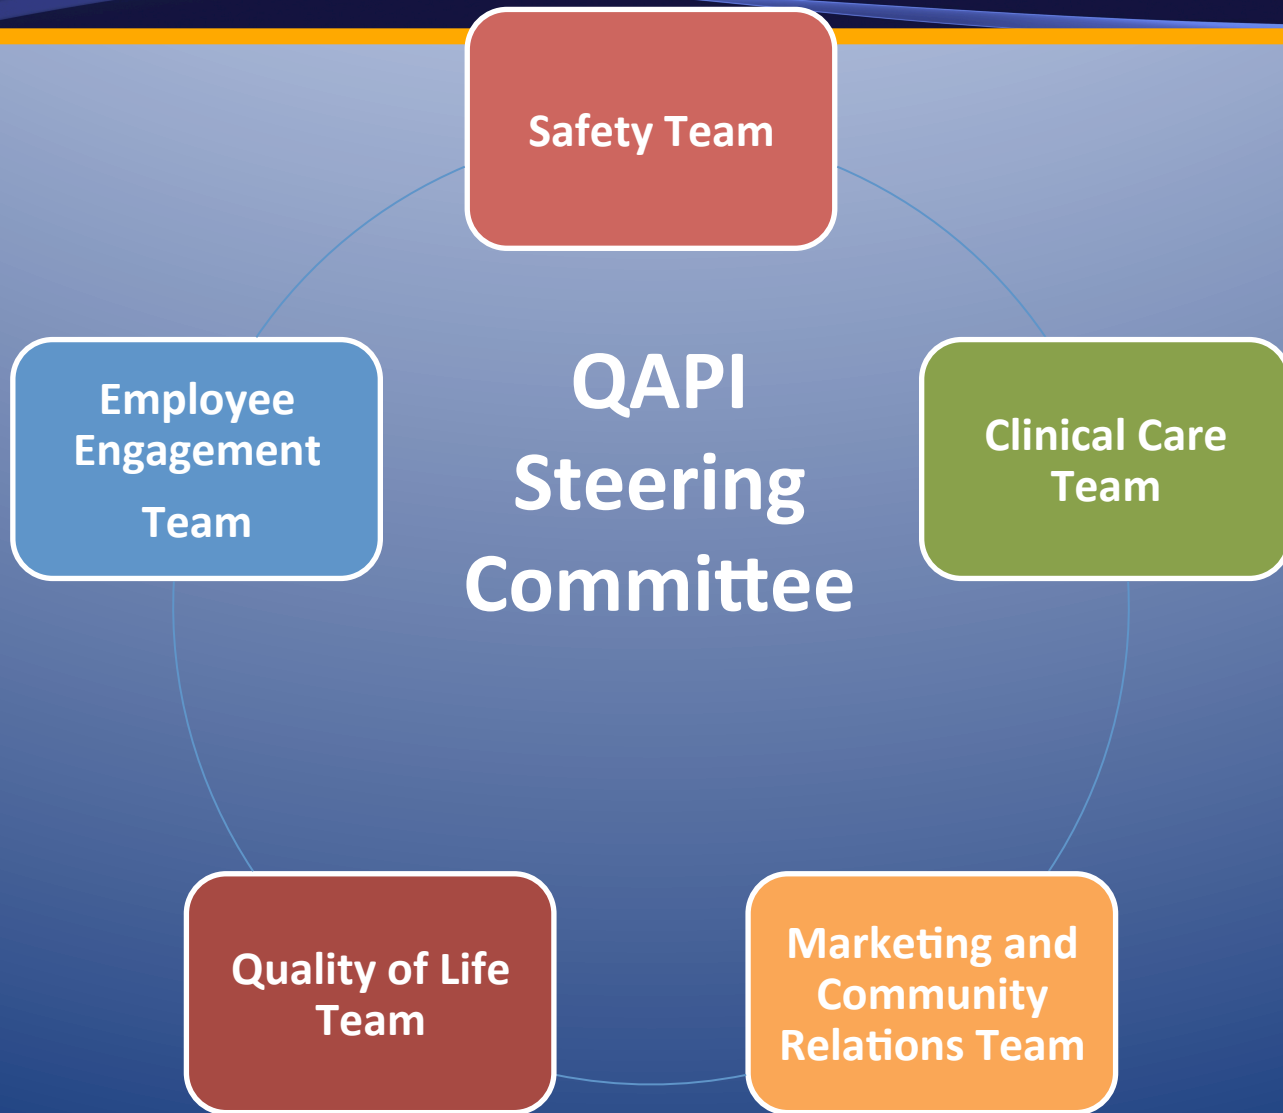 Safety Team
QAPI
Steering
Committee
Employee
Engagement
Team
Clinical Care
Team
Quality of Life
Team
Marketing and
Community
Relations Team